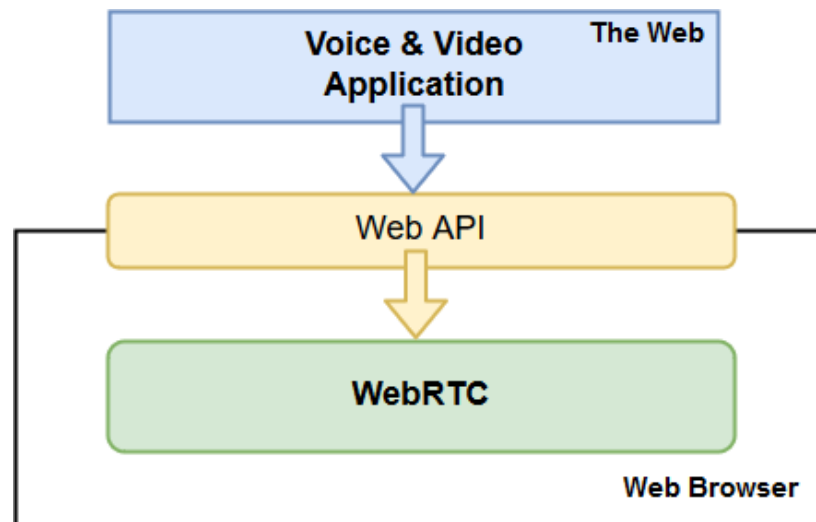 The Web
Voice & Video
Application
Web API
WebRTC
Web Browser